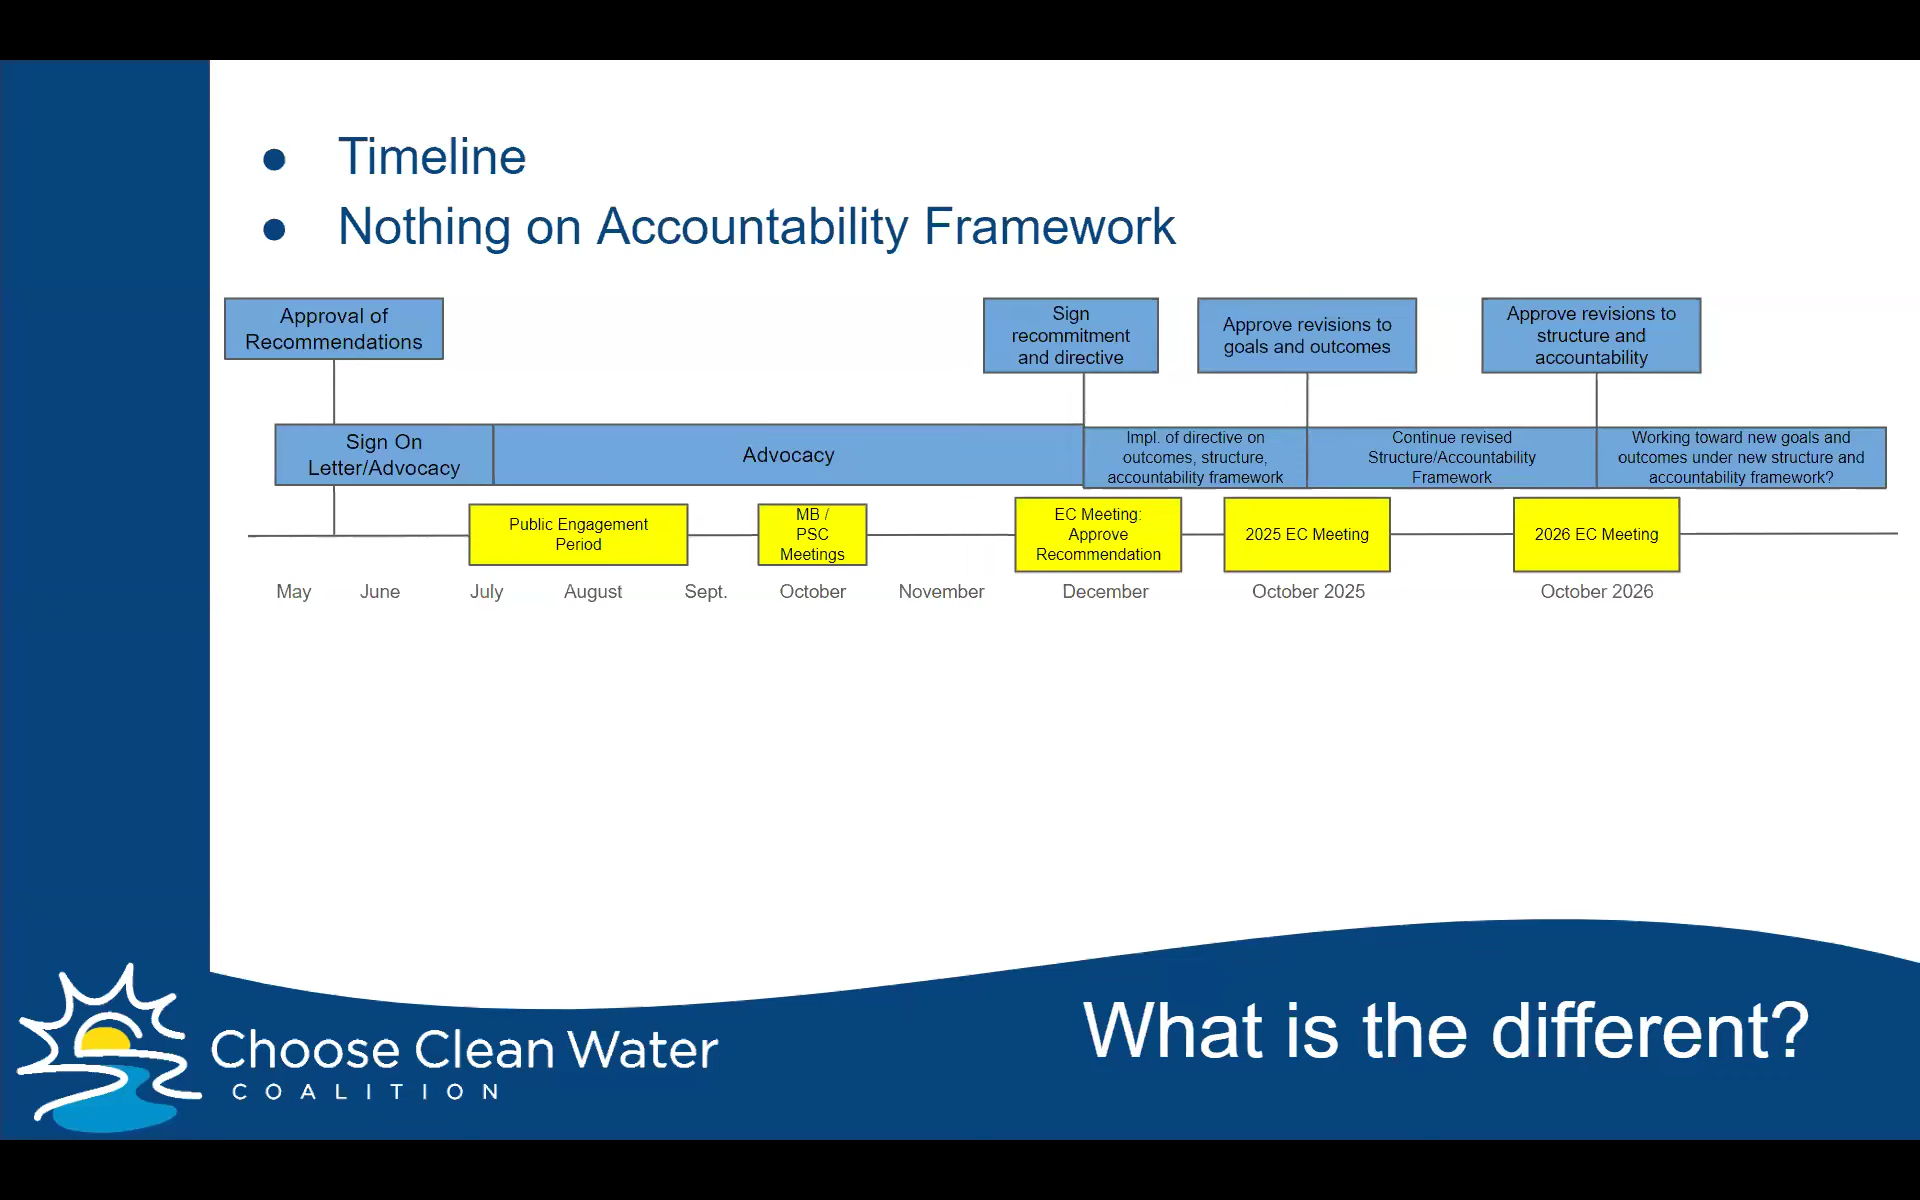 ● Timeline
● Nothing on Accountability Framework
Approval of
Recommendations
Sign
recommitment
and directive
Approve revisions to
goals and outcomes
Approve revisions to
structure and
accountability
Sign On
Letter/Advocacy
Advocacy
Impl. of directive on
outcomes, structure,
accountability framework
Continue revised
Structure/Accountability
Framework
Working toward new goals and
outcomes under new structure and
accountability framework?
Public Engagement
Period
MB /
PSC
Meetings
EC Meeting:
Approve
Recommendation
2025 EC Meeting
2026 EC Meeting
May June July August Sept. October November December October 2025 October 2026
What is the different?
Choose Clean Water
COALITION